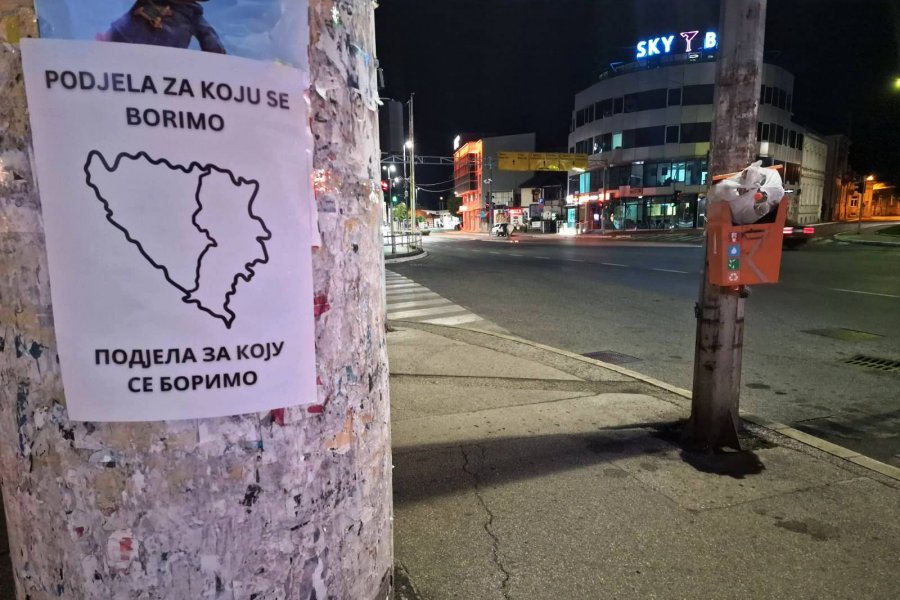 PODJELA ZA KOJU SE
BORIMO
ПОДЈЕЛА ЗА КОЈУ
СЕ БОРИМО
SKY B